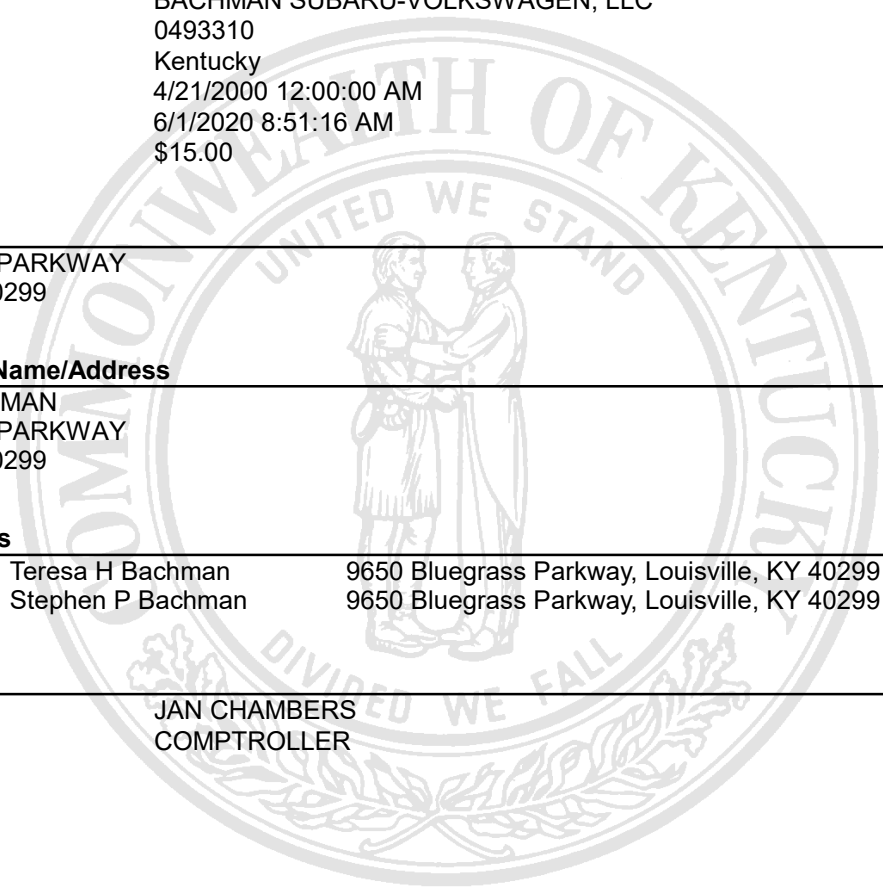 BACHMAN SUBARU-VOLKSWAGEN, LLC
0493310
Kentucky
4/21/2000 12:00:00 AM
6/1/2020 8:51:16 AM
$15.00
PARKWAY
0299
Name/Address
MAN
PARKWAY
0299
s
Teresa H Bachman 9650 Bluegrass Parkway, Louisville, KY 40299
Stephen P Bachman 9650 Bluegrass Parkway, Louisville, KY 40299
JAN CHAMBERS
COMPTROLLER
COMMONWEALTH OF KENTUCKY
UNITED WE STAND
DIVIDED WE FALL